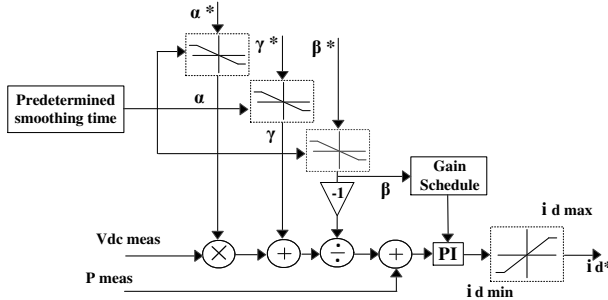 α *
γ *
β *
Predetermined
smoothing time
α
γ
-1
β
Gain
Schedule
Vdc meas
×
+
÷
+
PI
i d max
i d*
P meas
i d min